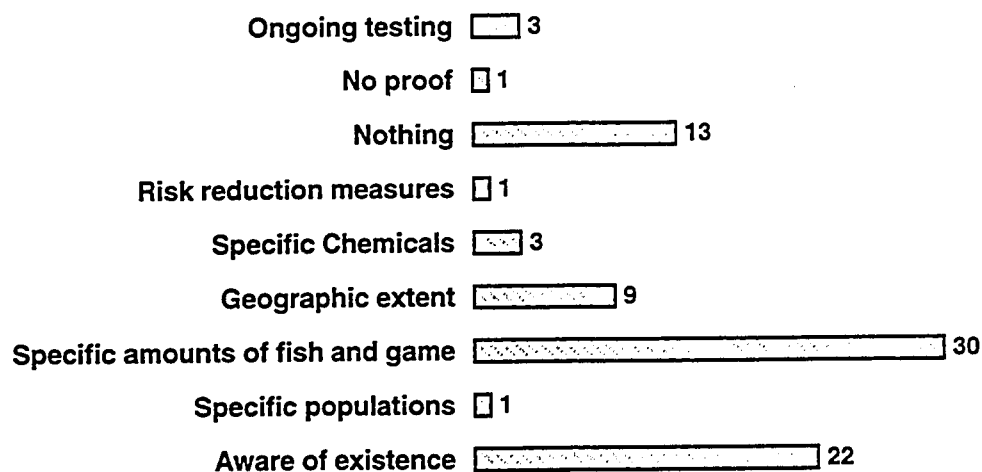 Ongoing testing 3
No proof 1
Nothing 13
Risk reduction measures 1
Specific Chemicals 3
Geographic extent 9
Specific amounts of fish and game 30
Specific populations 1
Aware of existence 22